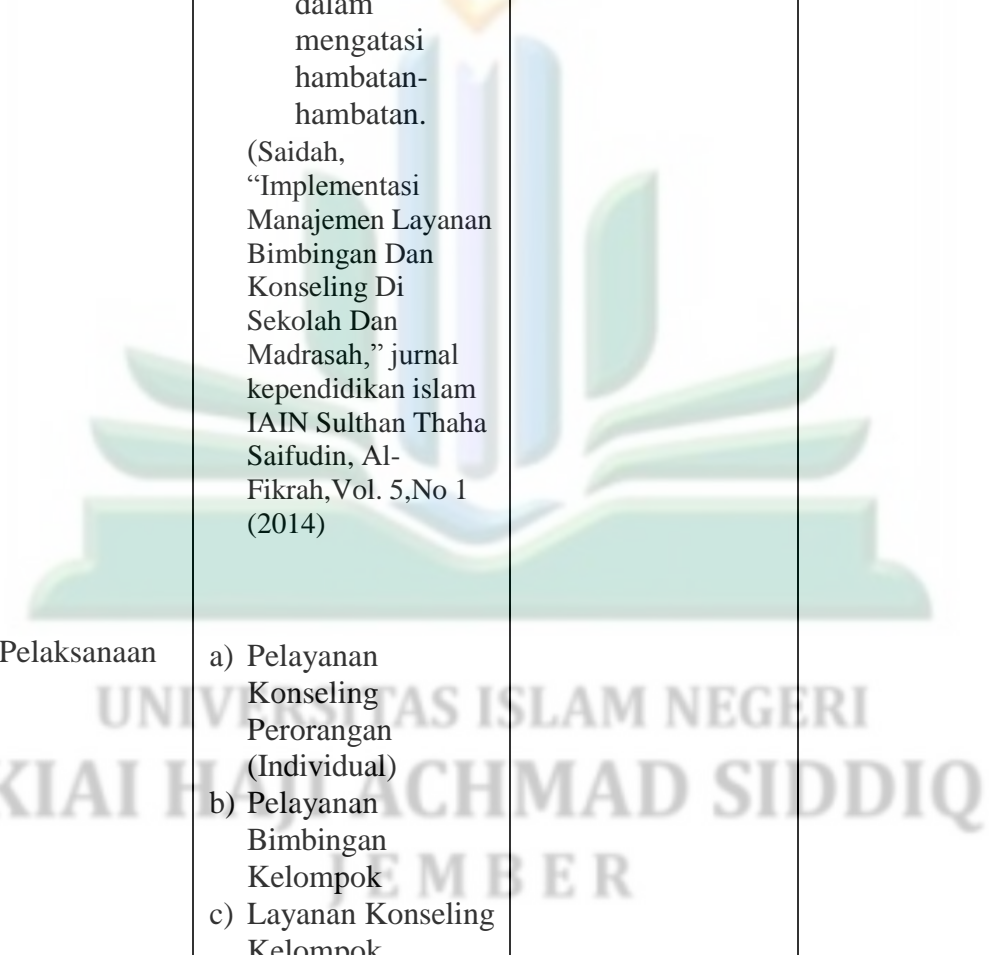 dalam
mengatasi
hambatan-
hambatan.
(Saidah,
“Implementasi
Manajemen Layanan
Bimbingan Dan
Konseling Di
Sekolah Dan
Madrasah,” jurnal
kependidikan islam
IAIN Sulthan Thaha
Saifudin, Al-
Fikrah,Vol. 5,No 1
(2014)
Pelaksanaan
a) Pelayanan
Konseling
Perorangan
(Individual)
b) Pelayanan
Bimbingan
Kelompok
c) Layanan Konseling
Kelompok
UNIVERSITAS ISLAM NEGERI
KIAI HAJI ACHMAD SIDDIQ
JEMBER